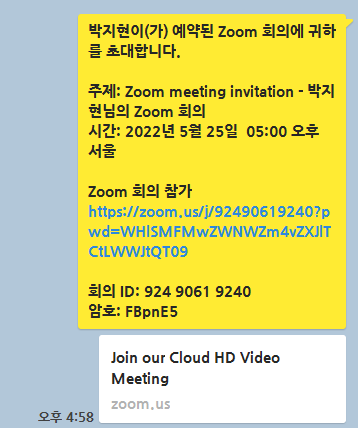 박지현이(가) 예약된 Zoom 회의에 귀하
를 초대합니다.
주제: Zoom meeting invitation - 박지
현님의 Zoom 회의
시간: 2022년 5월 25일  05:00 오후
서울
Zoom 회의 참가
https://zoom.us/j/92490619240?p
wd=WHlSMFMwZWNWZm4vZXJlT
CtLWWJtQT09
회의 ID: 924 9061 9240
암호: FBpnE5
Join our Cloud HD Video
Meeting
zoom.us
오후 4:58